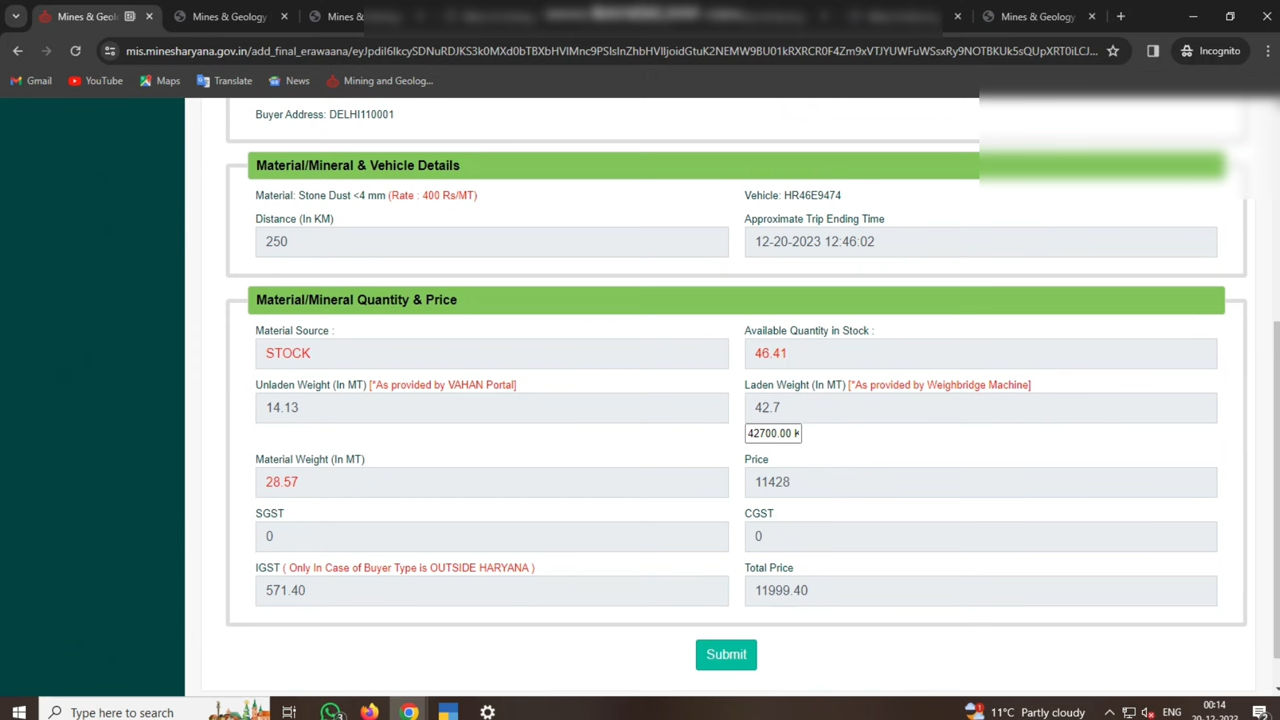 Mines & Geolo
Mines & Geology
Mines &
Mines & Geology
mis.minesharyana.gov.in/add_final_erawaana/
Incognito
Gmail
YouTube
Maps
Translate
News
Mining and Geolog...
Buyer Address: DELHI110001
Material/Mineral & Vehicle Details
Material: Stone Dust <4 mm (Rate : 400 Rs/MT)
Vehicle: HR46E9474
Distance (In KM)
Approximate Trip Ending Time
250
12-20-2023 12:46:02
Material/Mineral Quantity & Price
Material Source :
Available Quantity in Stock :
STOCK
46.41
Unladen Weight (In MT) [*As provided by VAHAN Portal]
Laden Weight (In MT) [*As provided by Weighbridge Machine]
14.13
42.7
42700.00 K
Material Weight (In MT)
Price
28.57
11428
SGST
CGST
0
0
IGST ( Only In Case of Buyer Type is OUTSIDE HARYANA )
Total Price
571.40
11999.40
Submit
Type here to search
3
11°C Partly cloudy
ENG
00:14
20-12-2023